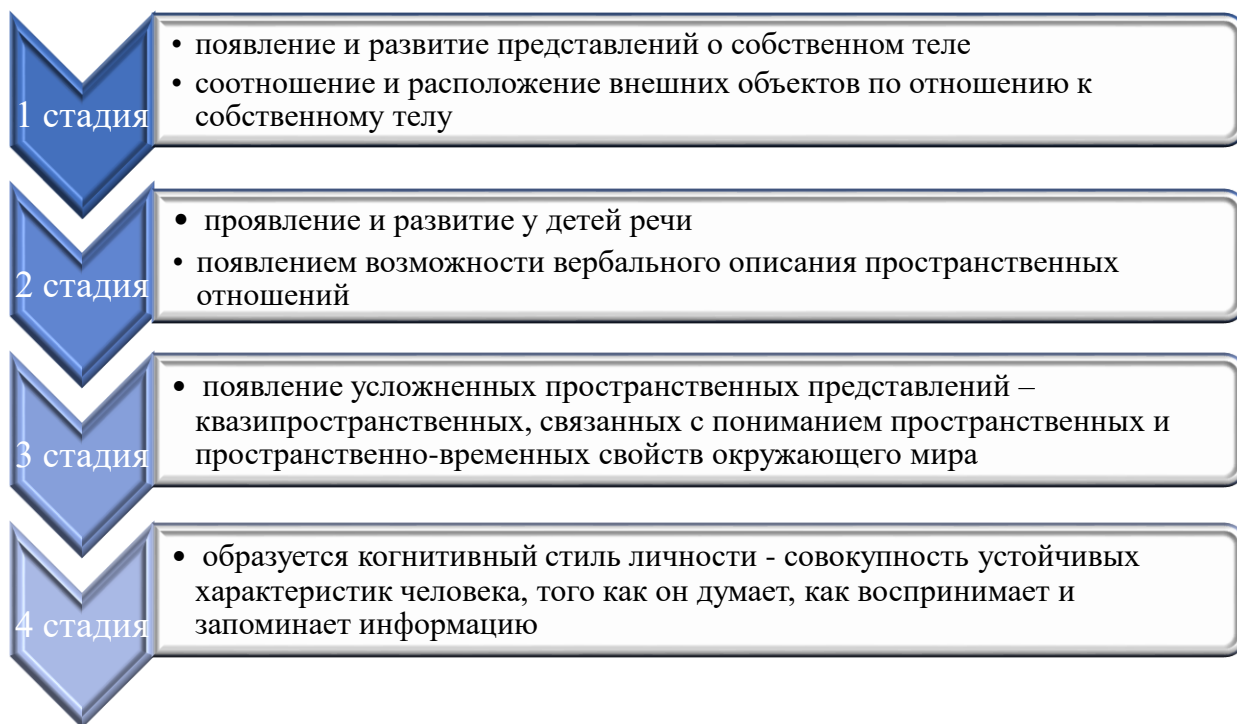 1 стадия
• появление и развитие представлений о собственном теле
• соотношение и расположение внешних объектов по отношению к
собственному телу
2 стадия
• проявление и развитие у детей речи
• появлением возможности вербального описания пространственных
отношений
3 стадия
• появление усложненных пространственных представлений –
квазипространственных, связанных с пониманием пространственных и
пространственно-временных свойств окружающего мира
4 стадия
• образуется когнитивный стиль личности - совокупность устойчивых
характеристик человека, того как он думает, как воспринимает и
запоминает информацию